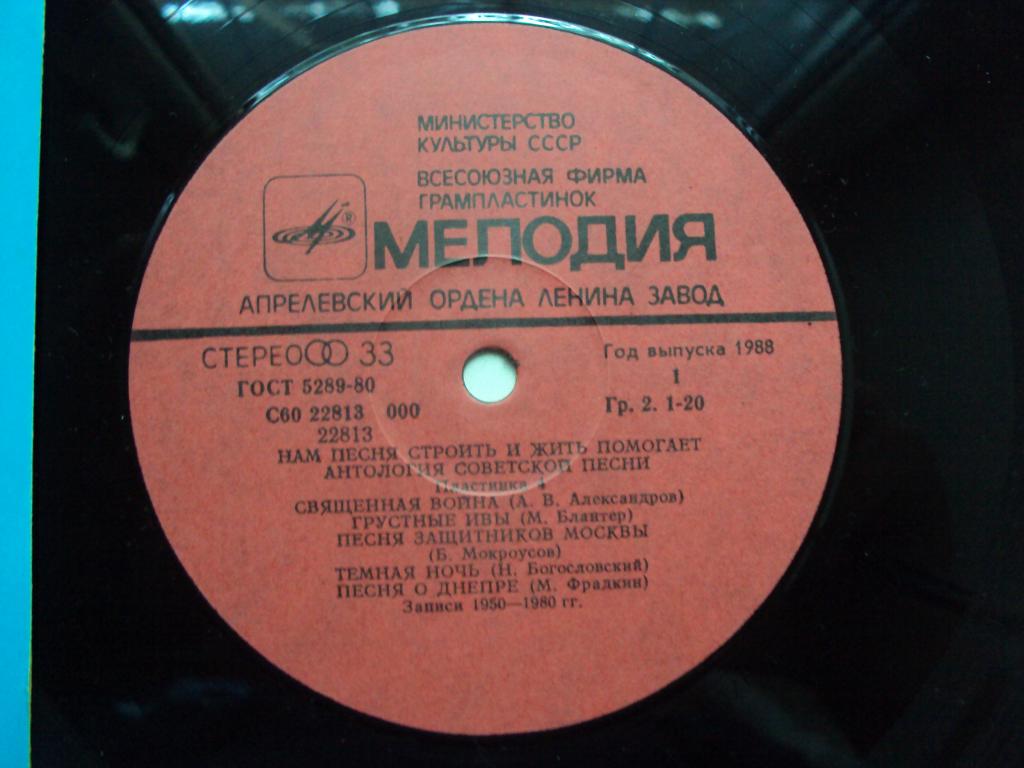 МИНИСТЕРСТВО
КУЛЬТУРЫ СССР
ВСЕСОЮЗНАЯ ФИРМА
ГРАМПЛАСТИНОК
®
МЕЛОДИЯ
АПРЕЛЕВСКИЙ ОРДЕНА ЛЕНИНА ЗАВОД
СТЕРЕО 33
Год выпуска 1988
ГОСТ 5289-80
1
С60 22813 000
Гр. 2. 1-20
22813
НАМ ПЕСНЯ СТРОИТЬ И ЖИТЬ ПОМОГАЕТ
АНТОЛОГИЯ СОВЕТСКОЙ ПЕСНИ
Пластинка 4
СВЯЩЕННАЯ ВОЙНА (А. В. Александров)
ГРУСТНЫЕ ИВЫ (М. Блантер)
ПЕСНЯ ЗАЩИТНИКОВ МОСКВЫ
(Б. Мокроусов)
ТЕМНАЯ НОЧЬ (Н. Богословский)
ПЕСНЯ О ДНЕПРЕ (М. Фрадкин)
Записи 1950—1980 гг.